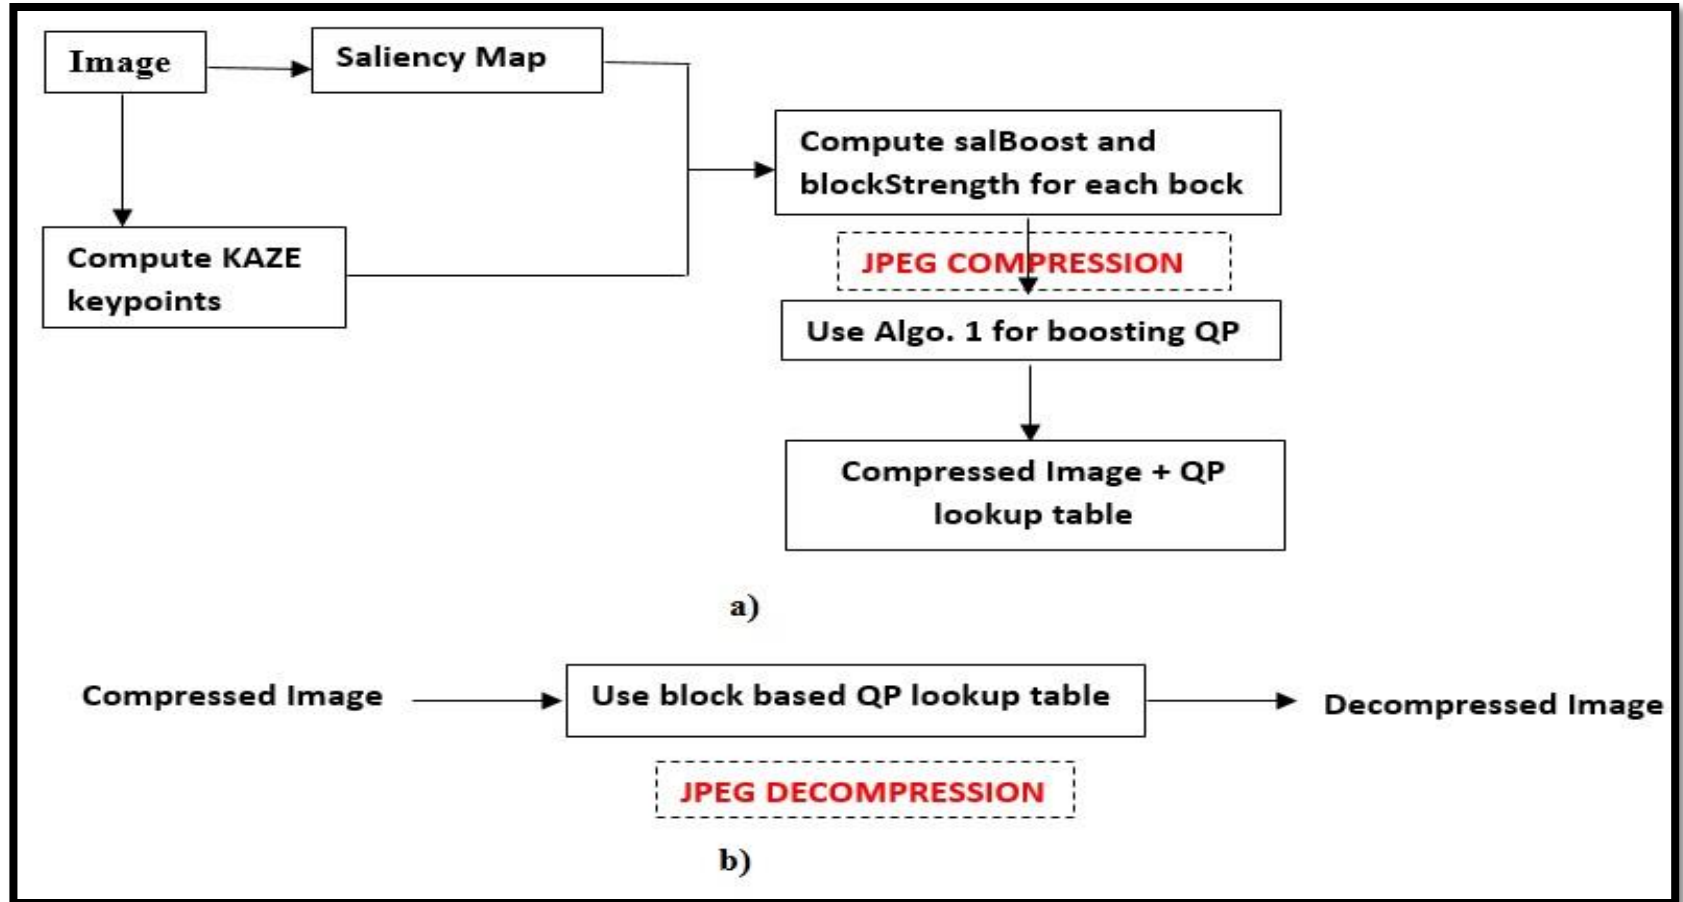 Image
Saliency Map
Compute KAZE
keypoints
Compute salBoost and
blockStrength for each bock
JPEG COMPRESSION
Use Algo. 1 for boosting QP
Compressed Image + QP
lookup table
a)
Compressed Image
Use block based QP lookup table
Decompressed Image
JPEG DECOMPRESSION
b)